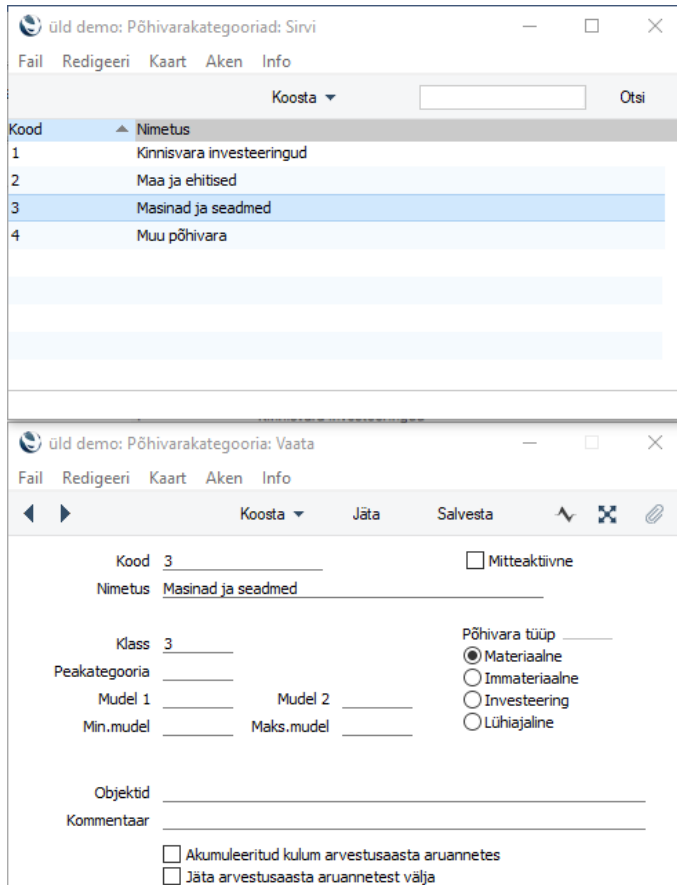 üld demo: Põhivarakategooriad: Sirvi
Fail Redigeeri Kaart Aken Info
Koosta Otsi
Kood Nimetus
1 Kinnisvara investeeringud
2 Maa ja ehitised
3 Masinad ja seadmed
4 Muu põhivara
üld demo: Põhivarakategooria: Vaata
Fail Redigeeri Kaart Aken Info
Koosta Jäta Salvesta
Kood 3 Mitteaktiivne
Nimetus Masinad ja seadmed
Klass 3 Põhivara tüüp
Materiaalne
Peakategooria Immateriaalne
Mudel 1 Mudel 2 Investeering
Min.mudel Maks.mudel Lühiajaline
Objektid
Kommentaar
Akumuleeritud kulum arvestusaasta aruannetes
Jäta arvestusaasta aruannetest välja